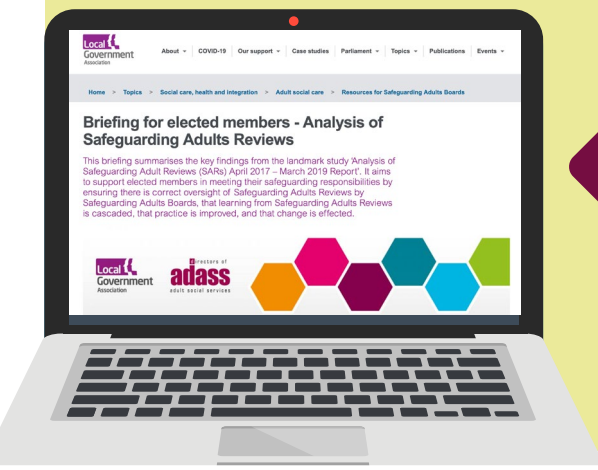 Local
Government
Association
About COVID-19 Our support Case studies Parliament Topics Publications Events
Home > Topics > Social care, health and integration > Adult social care > Resources for Safeguarding Adults Boards
Briefing for elected members - Analysis of
Safeguarding Adults Reviews
This briefing summarises the key findings from the landmark study 'Analysis of
Safeguarding Adult Reviews (SARs) April 2017 – March 2019 Report'. It aims
to support elected members in meeting their safeguarding responsibilities by
ensuring there is correct oversight of Safeguarding Adults Reviews by
Safeguarding Adults Boards, that learning from Safeguarding Adults Reviews
is cascaded, that practice is improved, and that change is effected.
Local
Government
Association
directors of
adass
adult social services